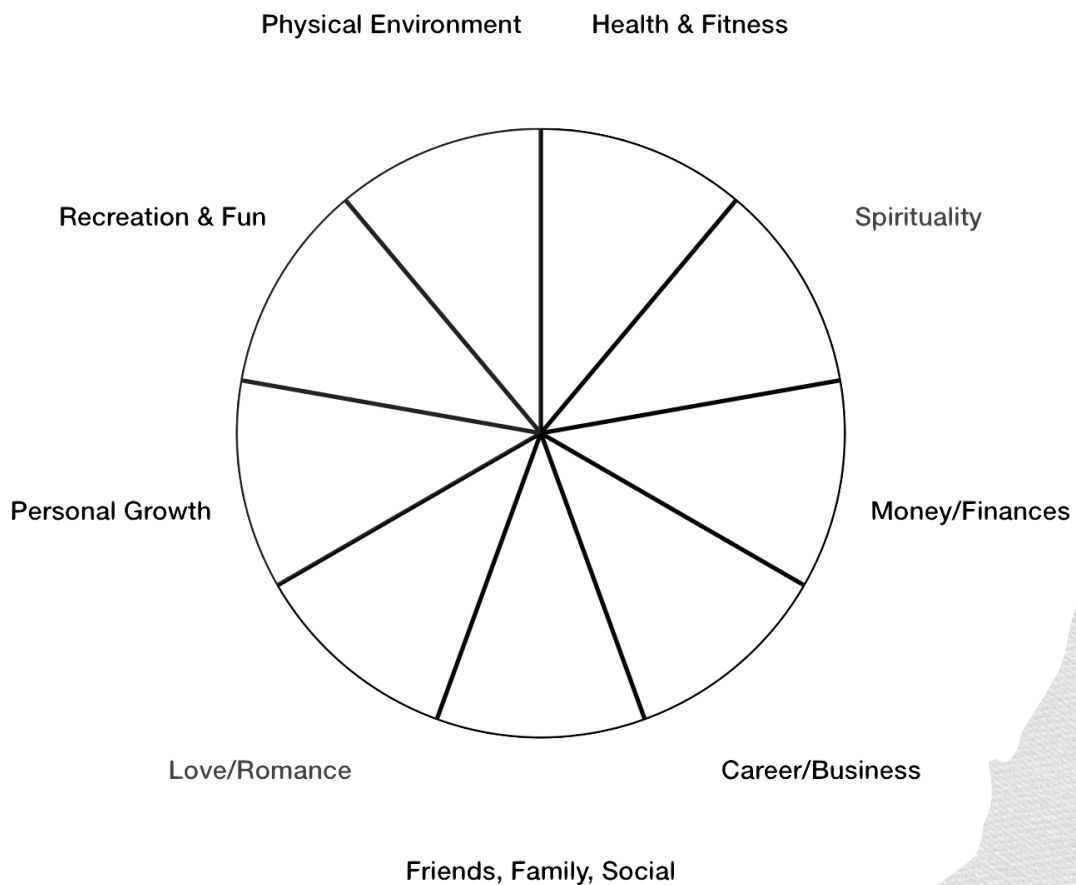 Physical Environment
Health & Fitness
Recreation & Fun
Spirituality
Personal Growth
Money/Finances
Love/Romance
Career/Business
Friends, Family, Social